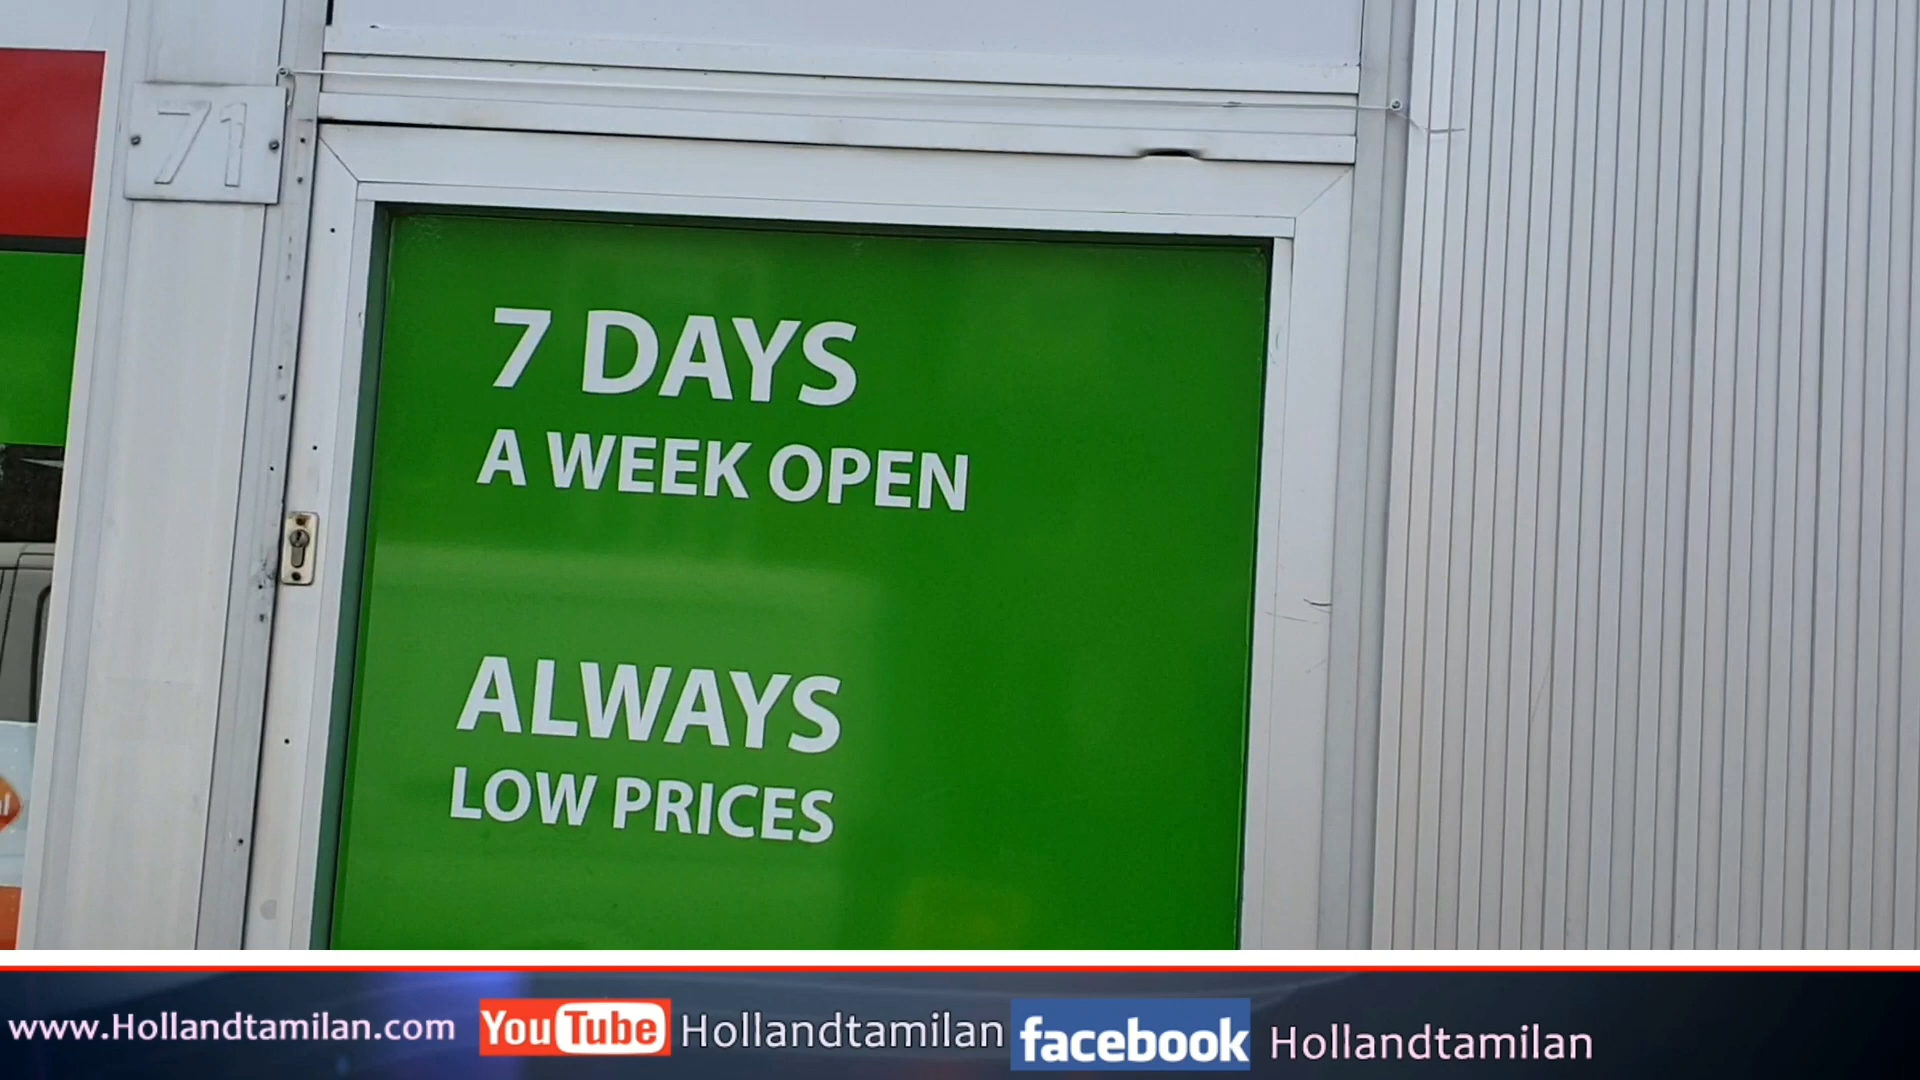 71
7 DAYS
A WEEK OPEN
ALWAYS
LOW PRICES
www.Hollandtamilan.com YouTube Hollandtamilan facebook Hollandtamilan